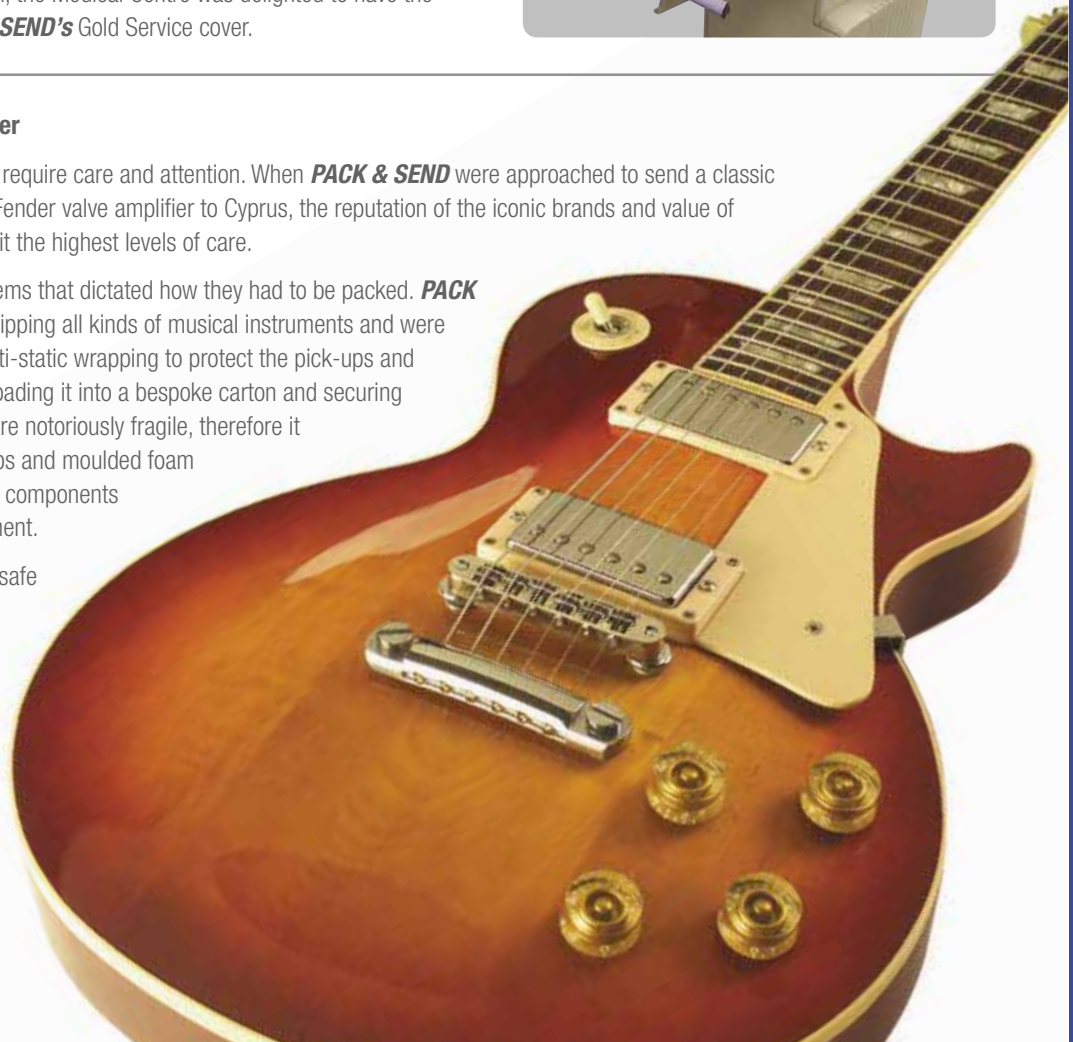 the Medical Centre was delighted to have the
SEND's Gold Service cover.
er
require care and attention. When PACK & SEND were approached to send a classic
Fender valve amplifier to Cyprus, the reputation of the iconic brands and value of
it the highest levels of care.
ems that dictated how they had to be packed. PACK
ipping all kinds of musical instruments and were
ti-static wrapping to protect the pick-ups and
oading it into a bespoke carton and securing
re notoriously fragile, therefore it
os and moulded foam
components
nent.
safe